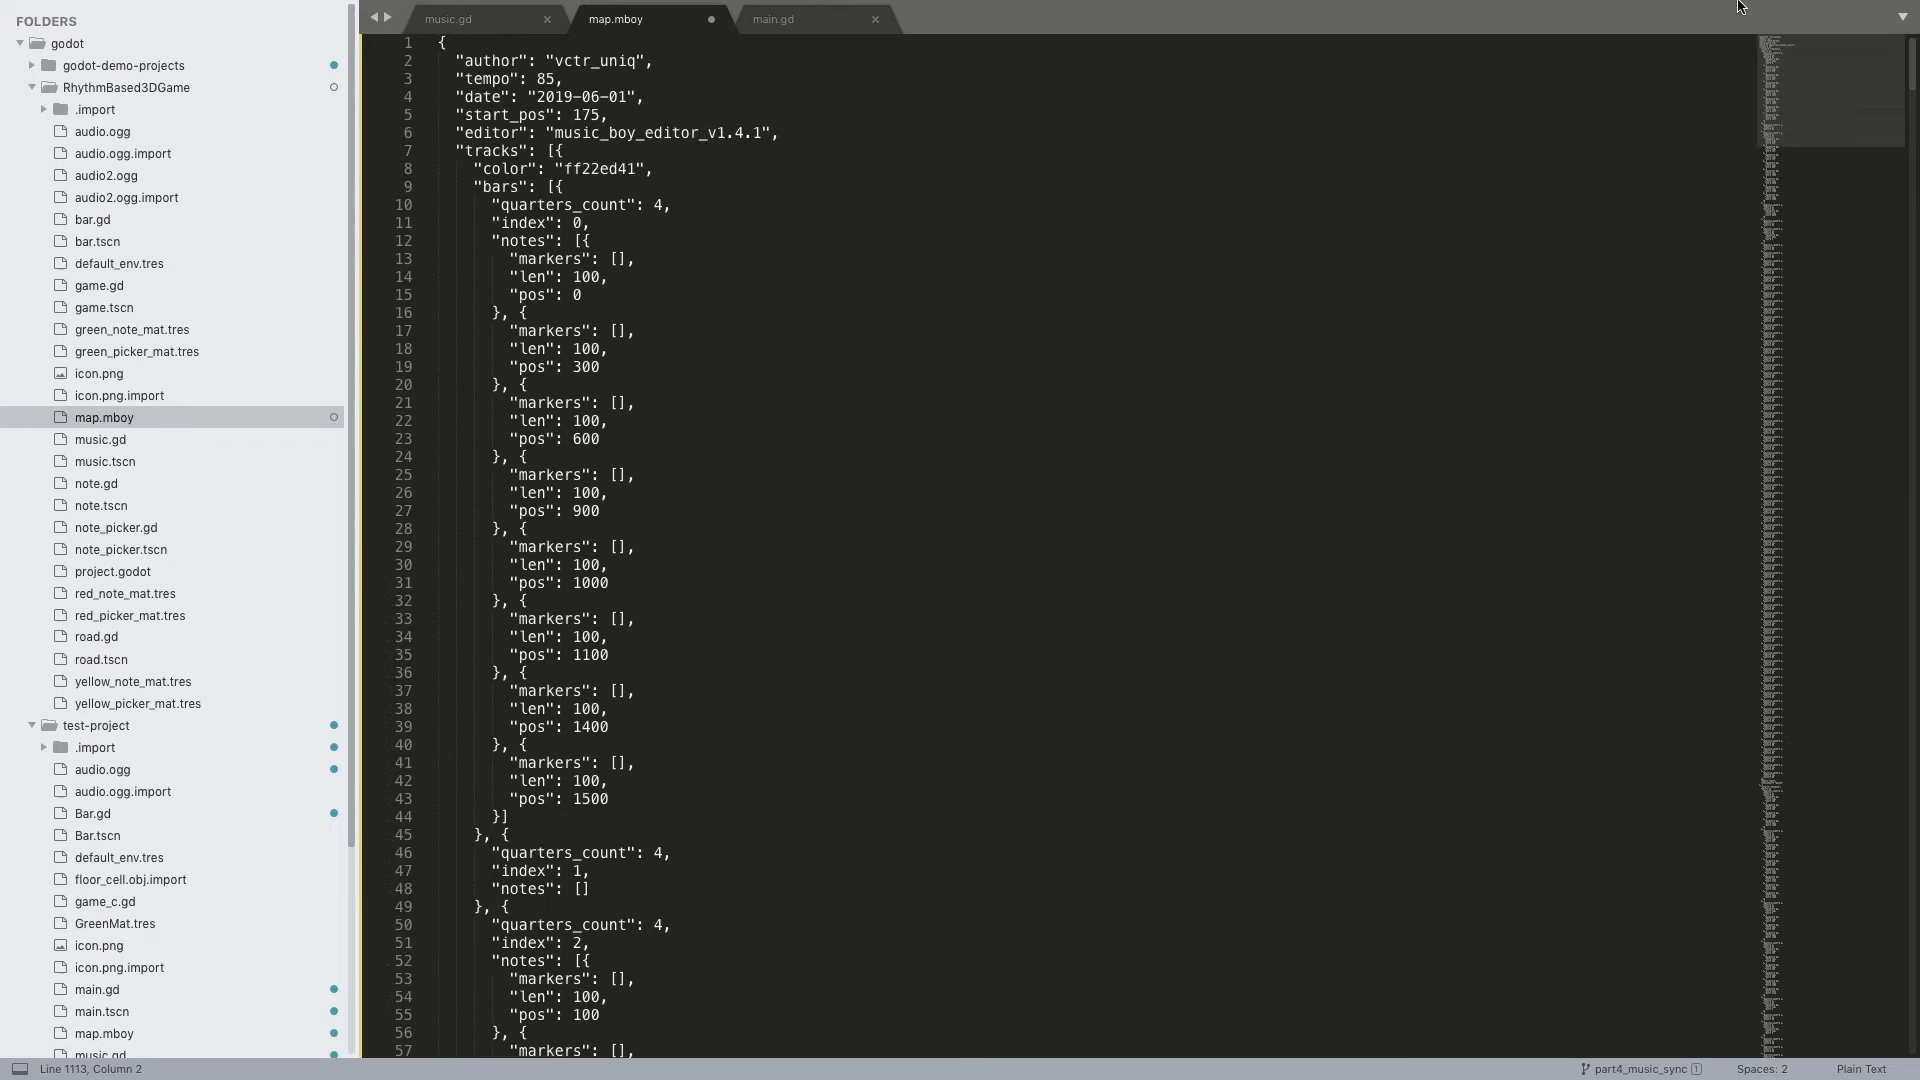 FOLDERS
godot
godot-demo-projects
RhythmBased3DGame
.import
audio.ogg
audio.ogg.import
audio2.ogg
audio2.ogg.import
bar.gd
bar.tscn
default_env.tres
game.gd
game.tscn
green_note_mat.tres
green_picker_mat.tres
icon.png
icon.png.import
map.mboy
music.gd
music.tscn
note.gd
note.tscn
note_picker.gd
note_picker.tscn
project.godot
red_note_mat.tres
red_picker_mat.tres
road.gd
road.tscn
yellow_note_mat.tres
yellow_picker_mat.tres
test-project
.import
audio.ogg
audio.ogg.import
Bar.gd
Bar.tscn
default_env.tres
floor_cell.obj.import
game_c.gd
GreenMat.tres
icon.png
icon.png.import
main.gd
main.tscn
map.mboy
music.gd
music.gd map.mboy main.gd
1 {
2 "author": "vctr_uniq",
3 "tempo": 85,
4 "date": "2019-06-01",
5 "start_pos": 175,
6 "editor": "music_boy_editor_v1.4.1",
7 "tracks": [{
8 "color": "ff22ed41",
9 "bars": [{
10 "quarters_count": 4,
11 "index": 0,
12 "notes": [{
13 "markers": [],
14 "len": 100,
15 "pos": 0
16 }, {
17 "markers": [],
18 "len": 100,
19 "pos": 300
20 }, {
21 "markers": [],
22 "len": 100,
23 "pos": 600
24 }, {
25 "markers": [],
26 "len": 100,
27 "pos": 900
28 }, {
29 "markers": [],
30 "len": 100,
31 "pos": 1000
32 }, {
33 "markers": [],
34 "len": 100,
35 "pos": 1100
36 }, {
37 "markers": [],
38 "len": 100,
39 "pos": 1400
40 }, {
41 "markers": [],
42 "len": 100,
43 "pos": 1500
44 }]
45 }, {
46 "quarters_count": 4,
47 "index": 1,
48 "notes": []
49 }, {
50 "quarters_count": 4,
51 "index": 2,
52 "notes": [{
53 "markers": [],
54 "len": 100,
55 "pos": 100
56 }, {
57 "markers": [],
Line 1113, Column 2
part4_music_sync 1 Spaces: 2 Plain Text